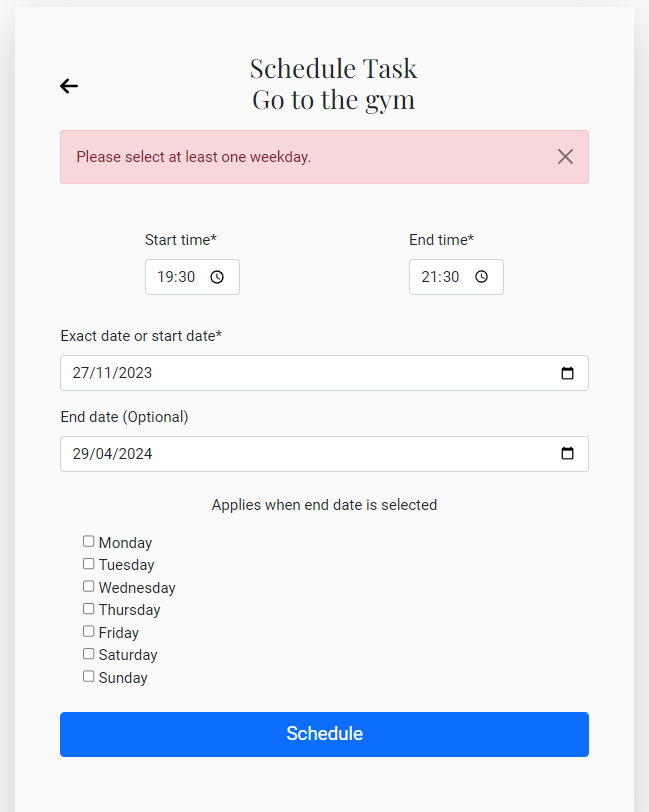 Schedule Task
Go to the gym
Please select at least one weekday.
Start time*
End time*
19:30
21:30
Exact date or start date*
27/11/2023
End date (Optional)
29/04/2024
Applies when end date is selected
Monday
Tuesday
Wednesday
Thursday
Friday
Saturday
Sunday
Schedule